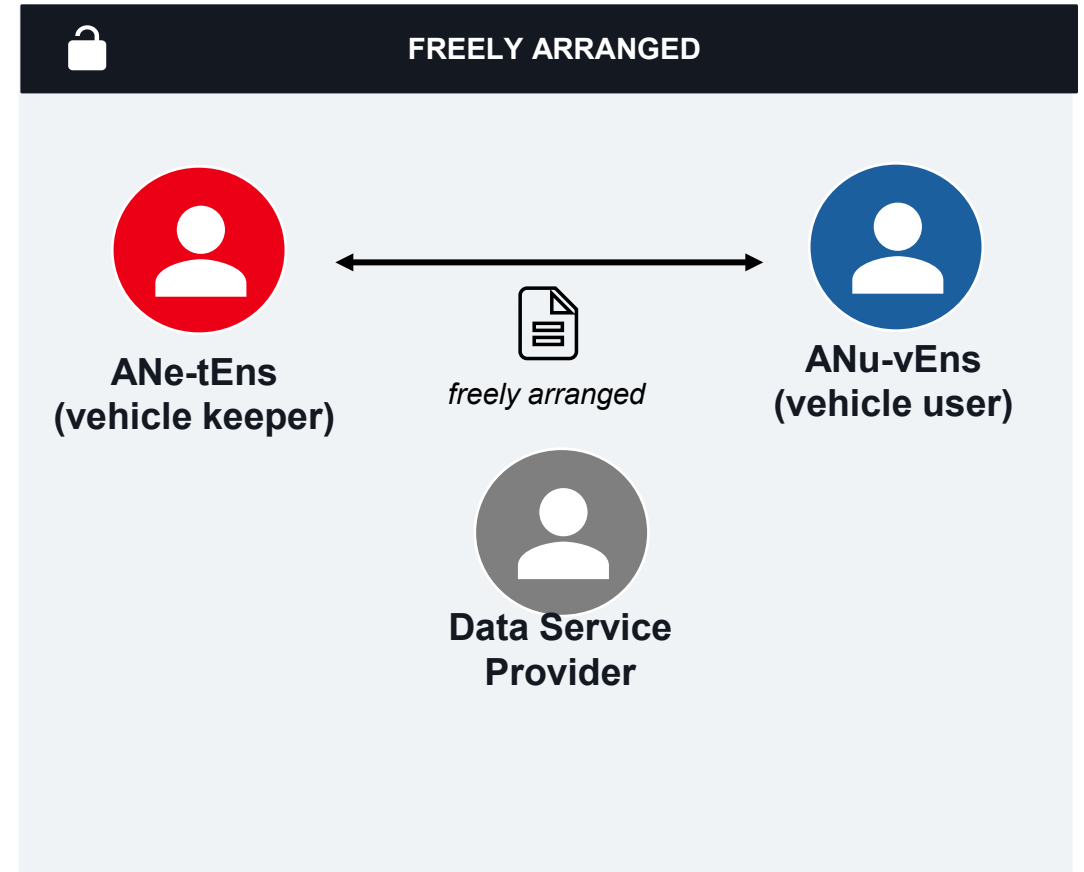 FREELY ARRANGED
ANe-tEns
(vehicle keeper)
freely arranged
ANu-vEns
(vehicle user)
Data Service
Provider